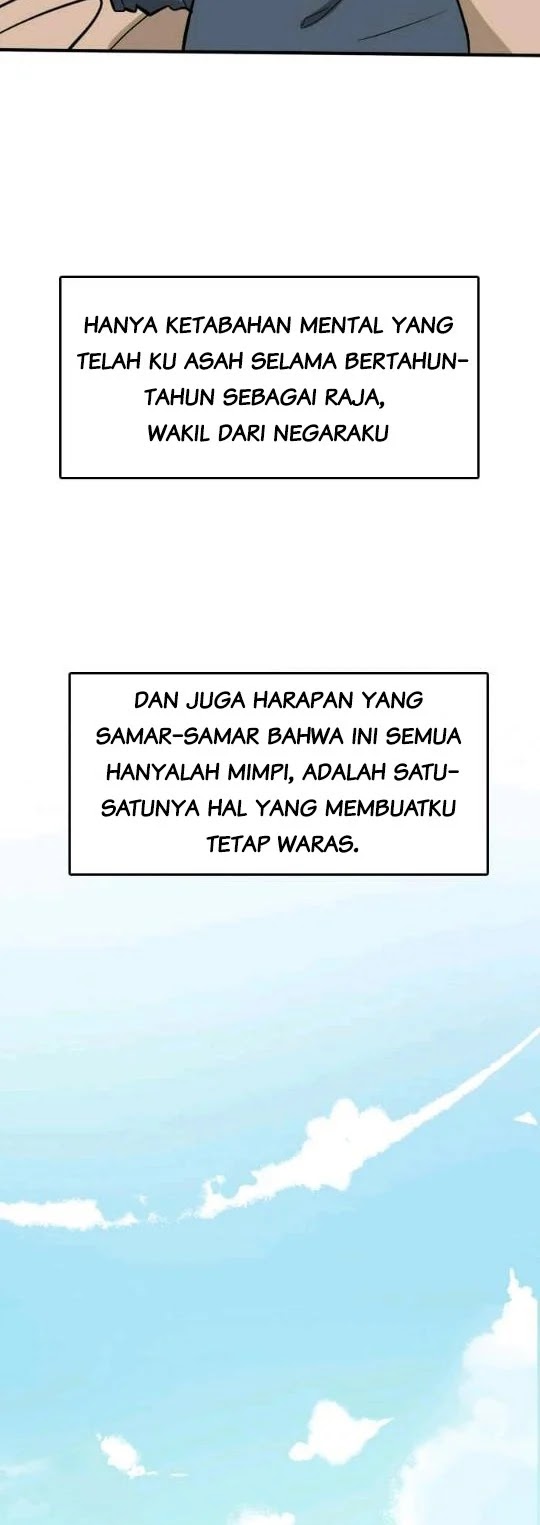 HANYA KETABAHAN MENTAL YANG
TELAH KU ASAH SELAMA BERTAHUN-
TAHUN SEBAGAI RAJA,
WAKIL DARI NEGARAKU
DAN JUGA HARAPAN YANG
SAMAR-SAMAR BAHWA INI SEMUA
HANYALAH MIMPI, ADALAH SATU-
SATUNYA HAL YANG MEMBUATKU
TETAP WARAS.